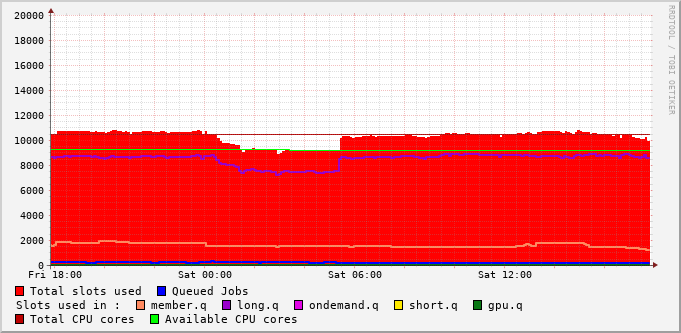 RRDTOOL / TOBI OETIKER
20000
18000
16000
14000
12000
10000
8000
6000
4000
2000
0
Fri 18:00 Sat 00:00 Sat 06:00 Sat 12:00
Total slots used Queued Jobs
Slots used in : member.q long.q ondemand.q short.q gpu.q
Total CPU cores Available CPU cores